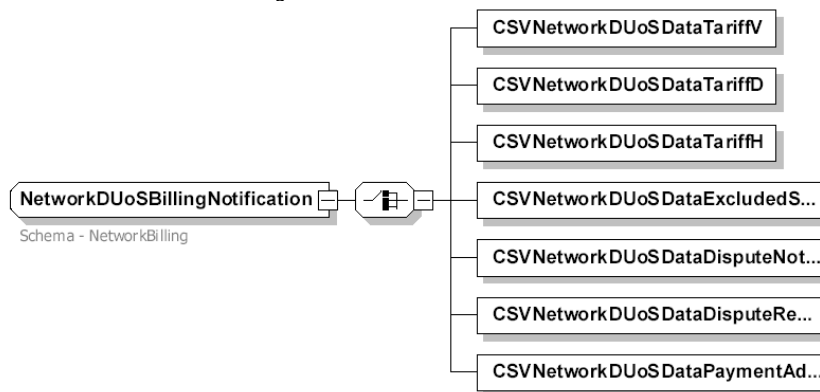 CSVNetworkDUoSDataTariffV
CSVNetworkDUoSDataTariffD
CSVNetworkDUoSDataTariffH
NetworkDUoSBillingNotification
Schema - NetworkBilling
CSVNetworkDUoSDataExcludedS...
CSVNetworkDUoSDataDisputeNot...
CSVNetworkDUoSDataDisputeRe...
CSVNetworkDUoSDataPaymentAd...